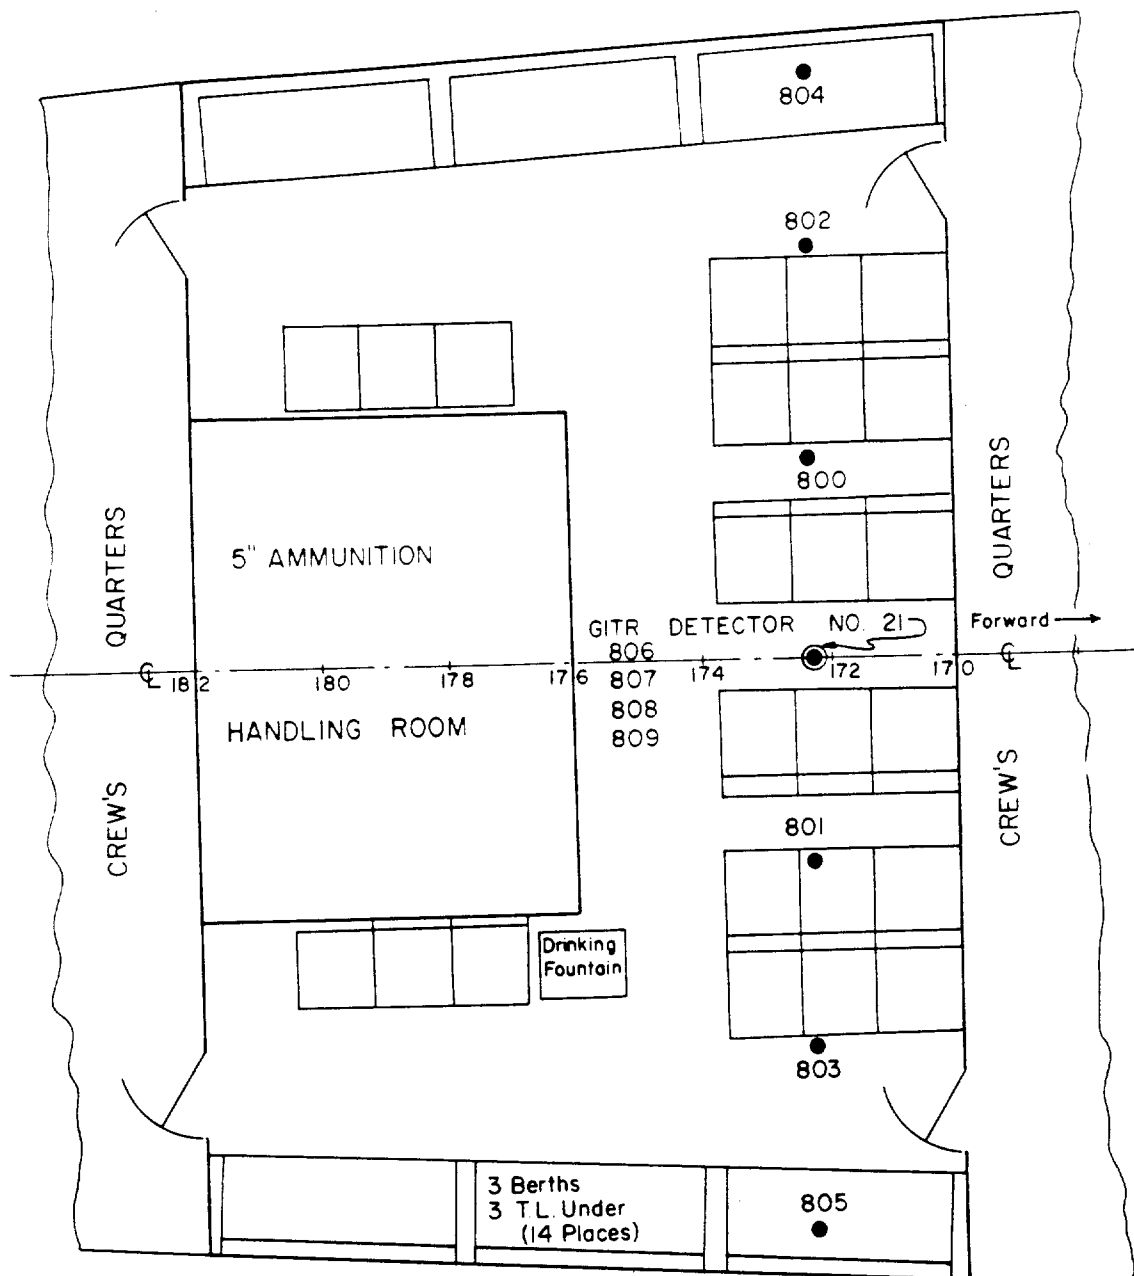 804
802
800
QUARTERS
QUARTERS
5" AMMUNITION
GITR DETECTOR NO. 21
Forward
806
807
808
809
℄ 182 180 178 176 174 172 170 ℄
HANDLING ROOM
CREW'S
CREW'S
801
Drinking
Fountain
803
3 Berths
3 T.L. Under
(14 Places)
805